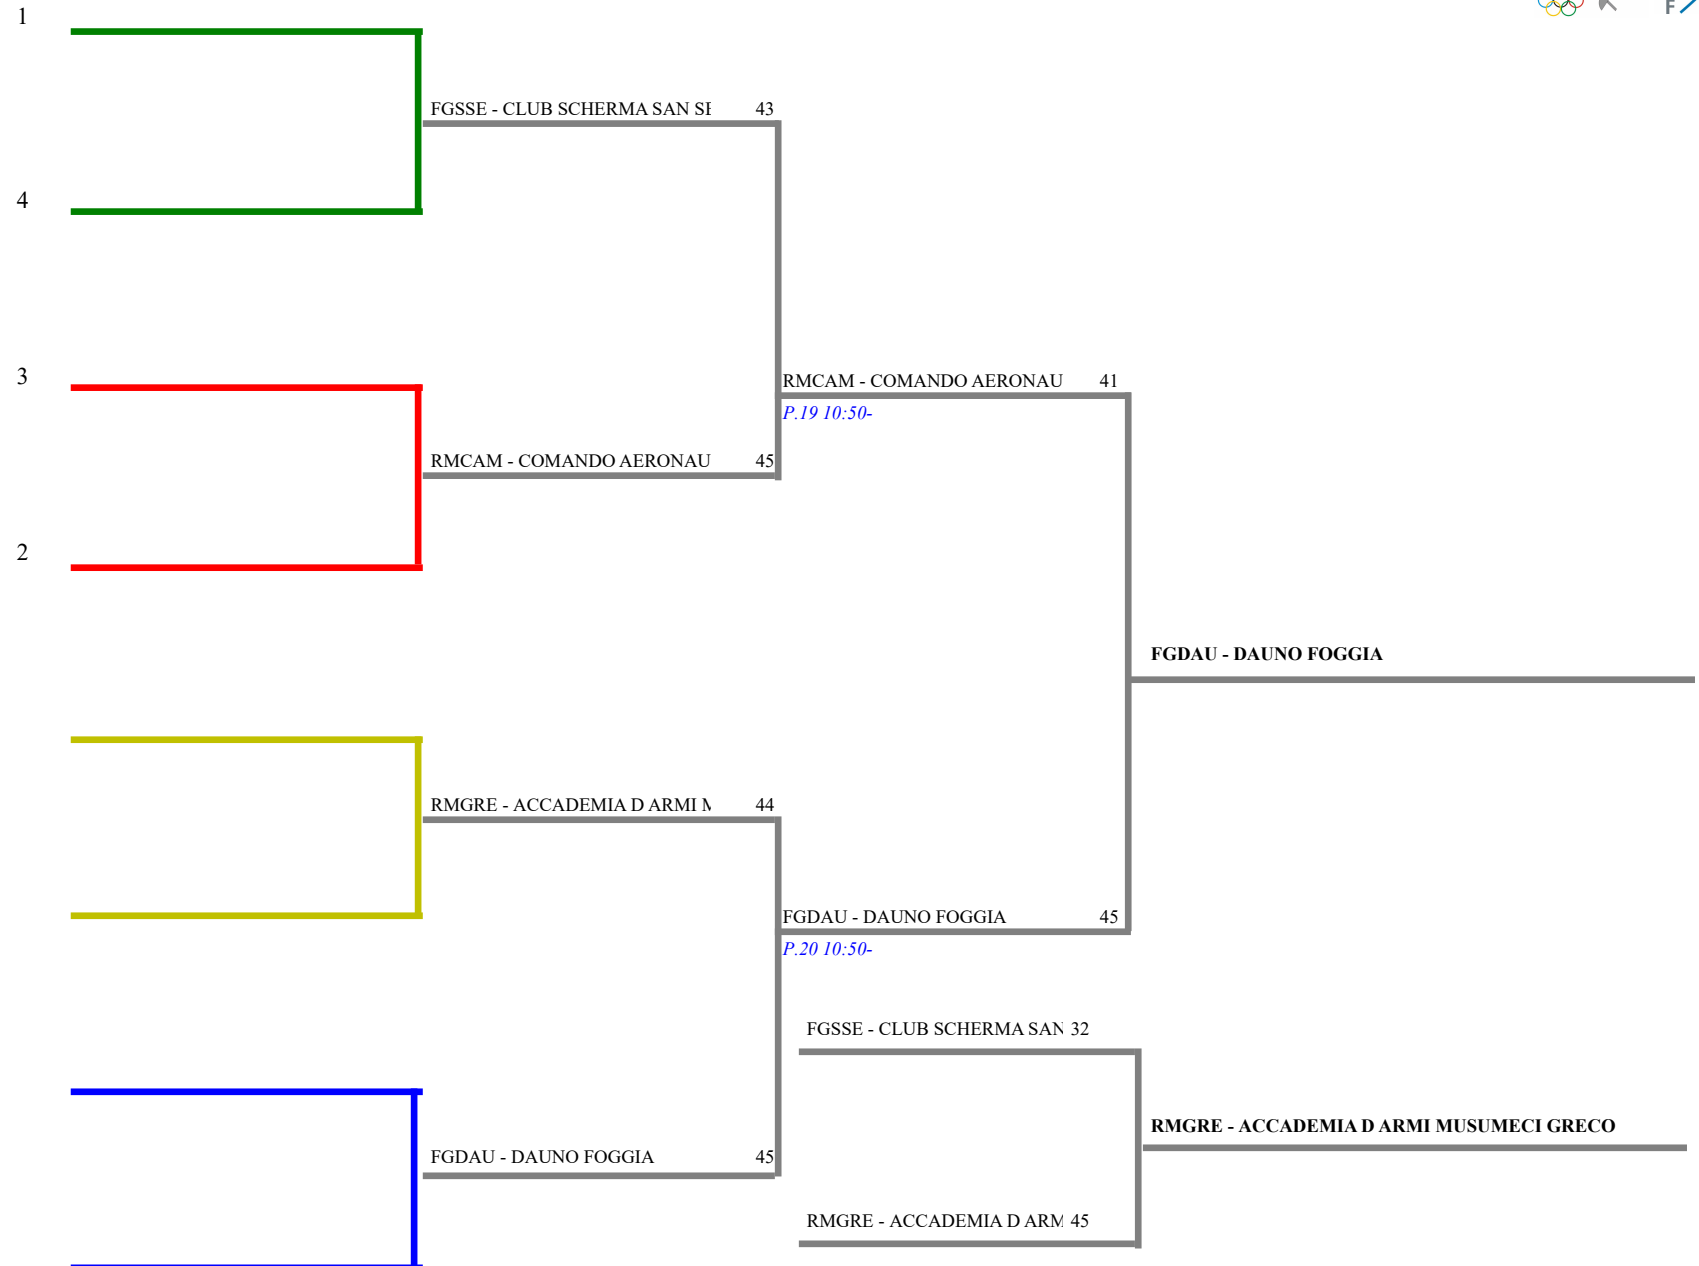 1
F
FGSSE - CLUB SCHERMA SAN SE 43
4
3
RMCAM - COMANDO AERONAU 41
P.19 10:50-
RMCAM - COMANDO AERONAU 45
2
FGDAU - DAUNO FOGGIA
RMGRE - ACCADEMIA D ARMI M 44
FGDAU - DAUNO FOGGIA 45
P.20 10:50-
FGSSE - CLUB SCHERMA SAN 32
RMGRE - ACCADEMIA D ARMI MUSUMECI GRECO
FGDAU - DAUNO FOGGIA 45
RMGRE - ACCADEMIA D ARM 45